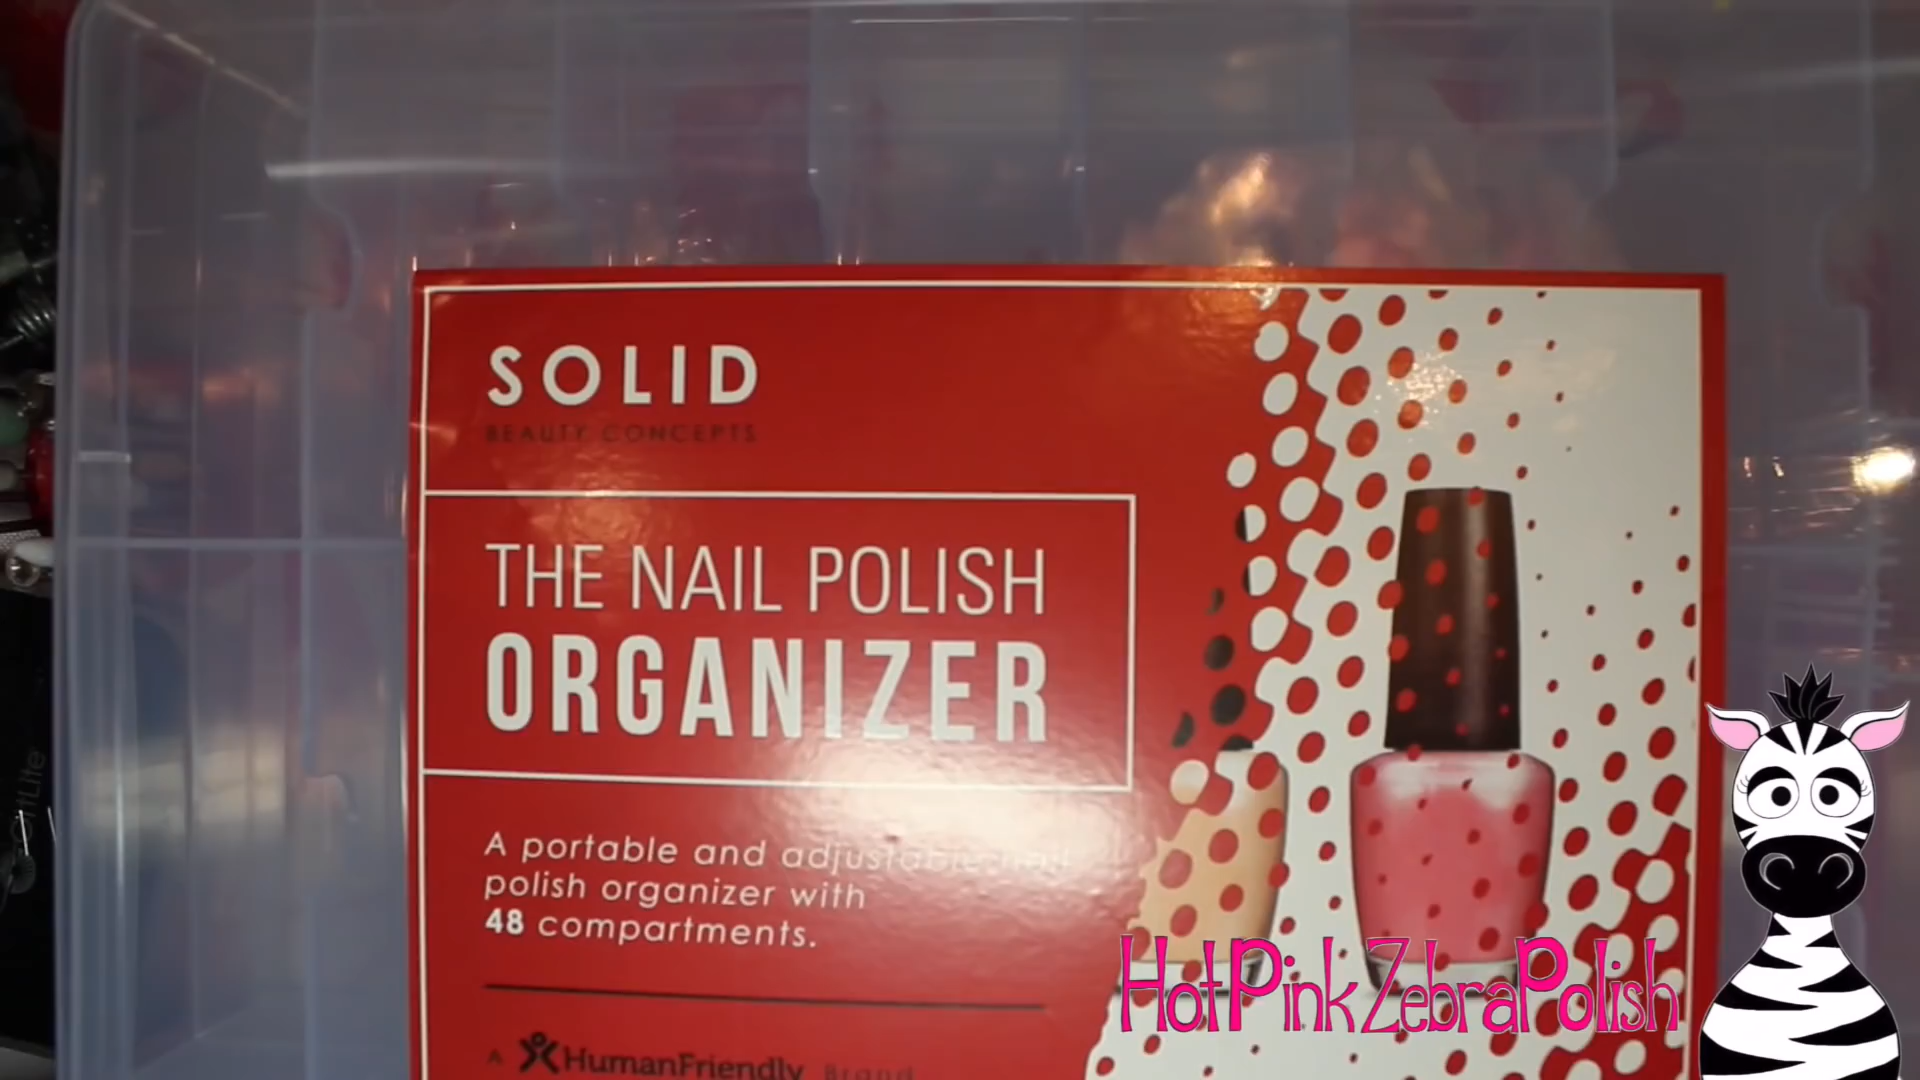 SOLID
BEAUTY CONCEPTS
THE NAIL POLISH
ORGANIZER
A portable and adjustable nail
polish organizer with
48 compartments.
A HumanFriendly Brand
HotPinkZebraPolish